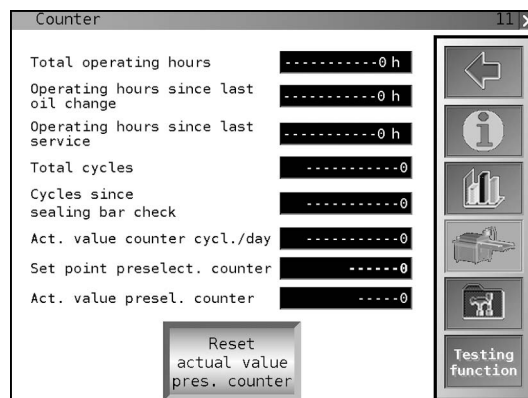 Counter 11
Total operating hours -----------0 h
Operating hours since last
oil change -----------0 h
Operating hours since last
service -----------0 h
Total cycles -----------0
Cycles since
sealing bar check -----------0
Act. value counter cycl./day -----------0
Set point preselect. counter ------0
Act. value presel. counter -----0
Reset
actual value
pres. counter
Testing
function